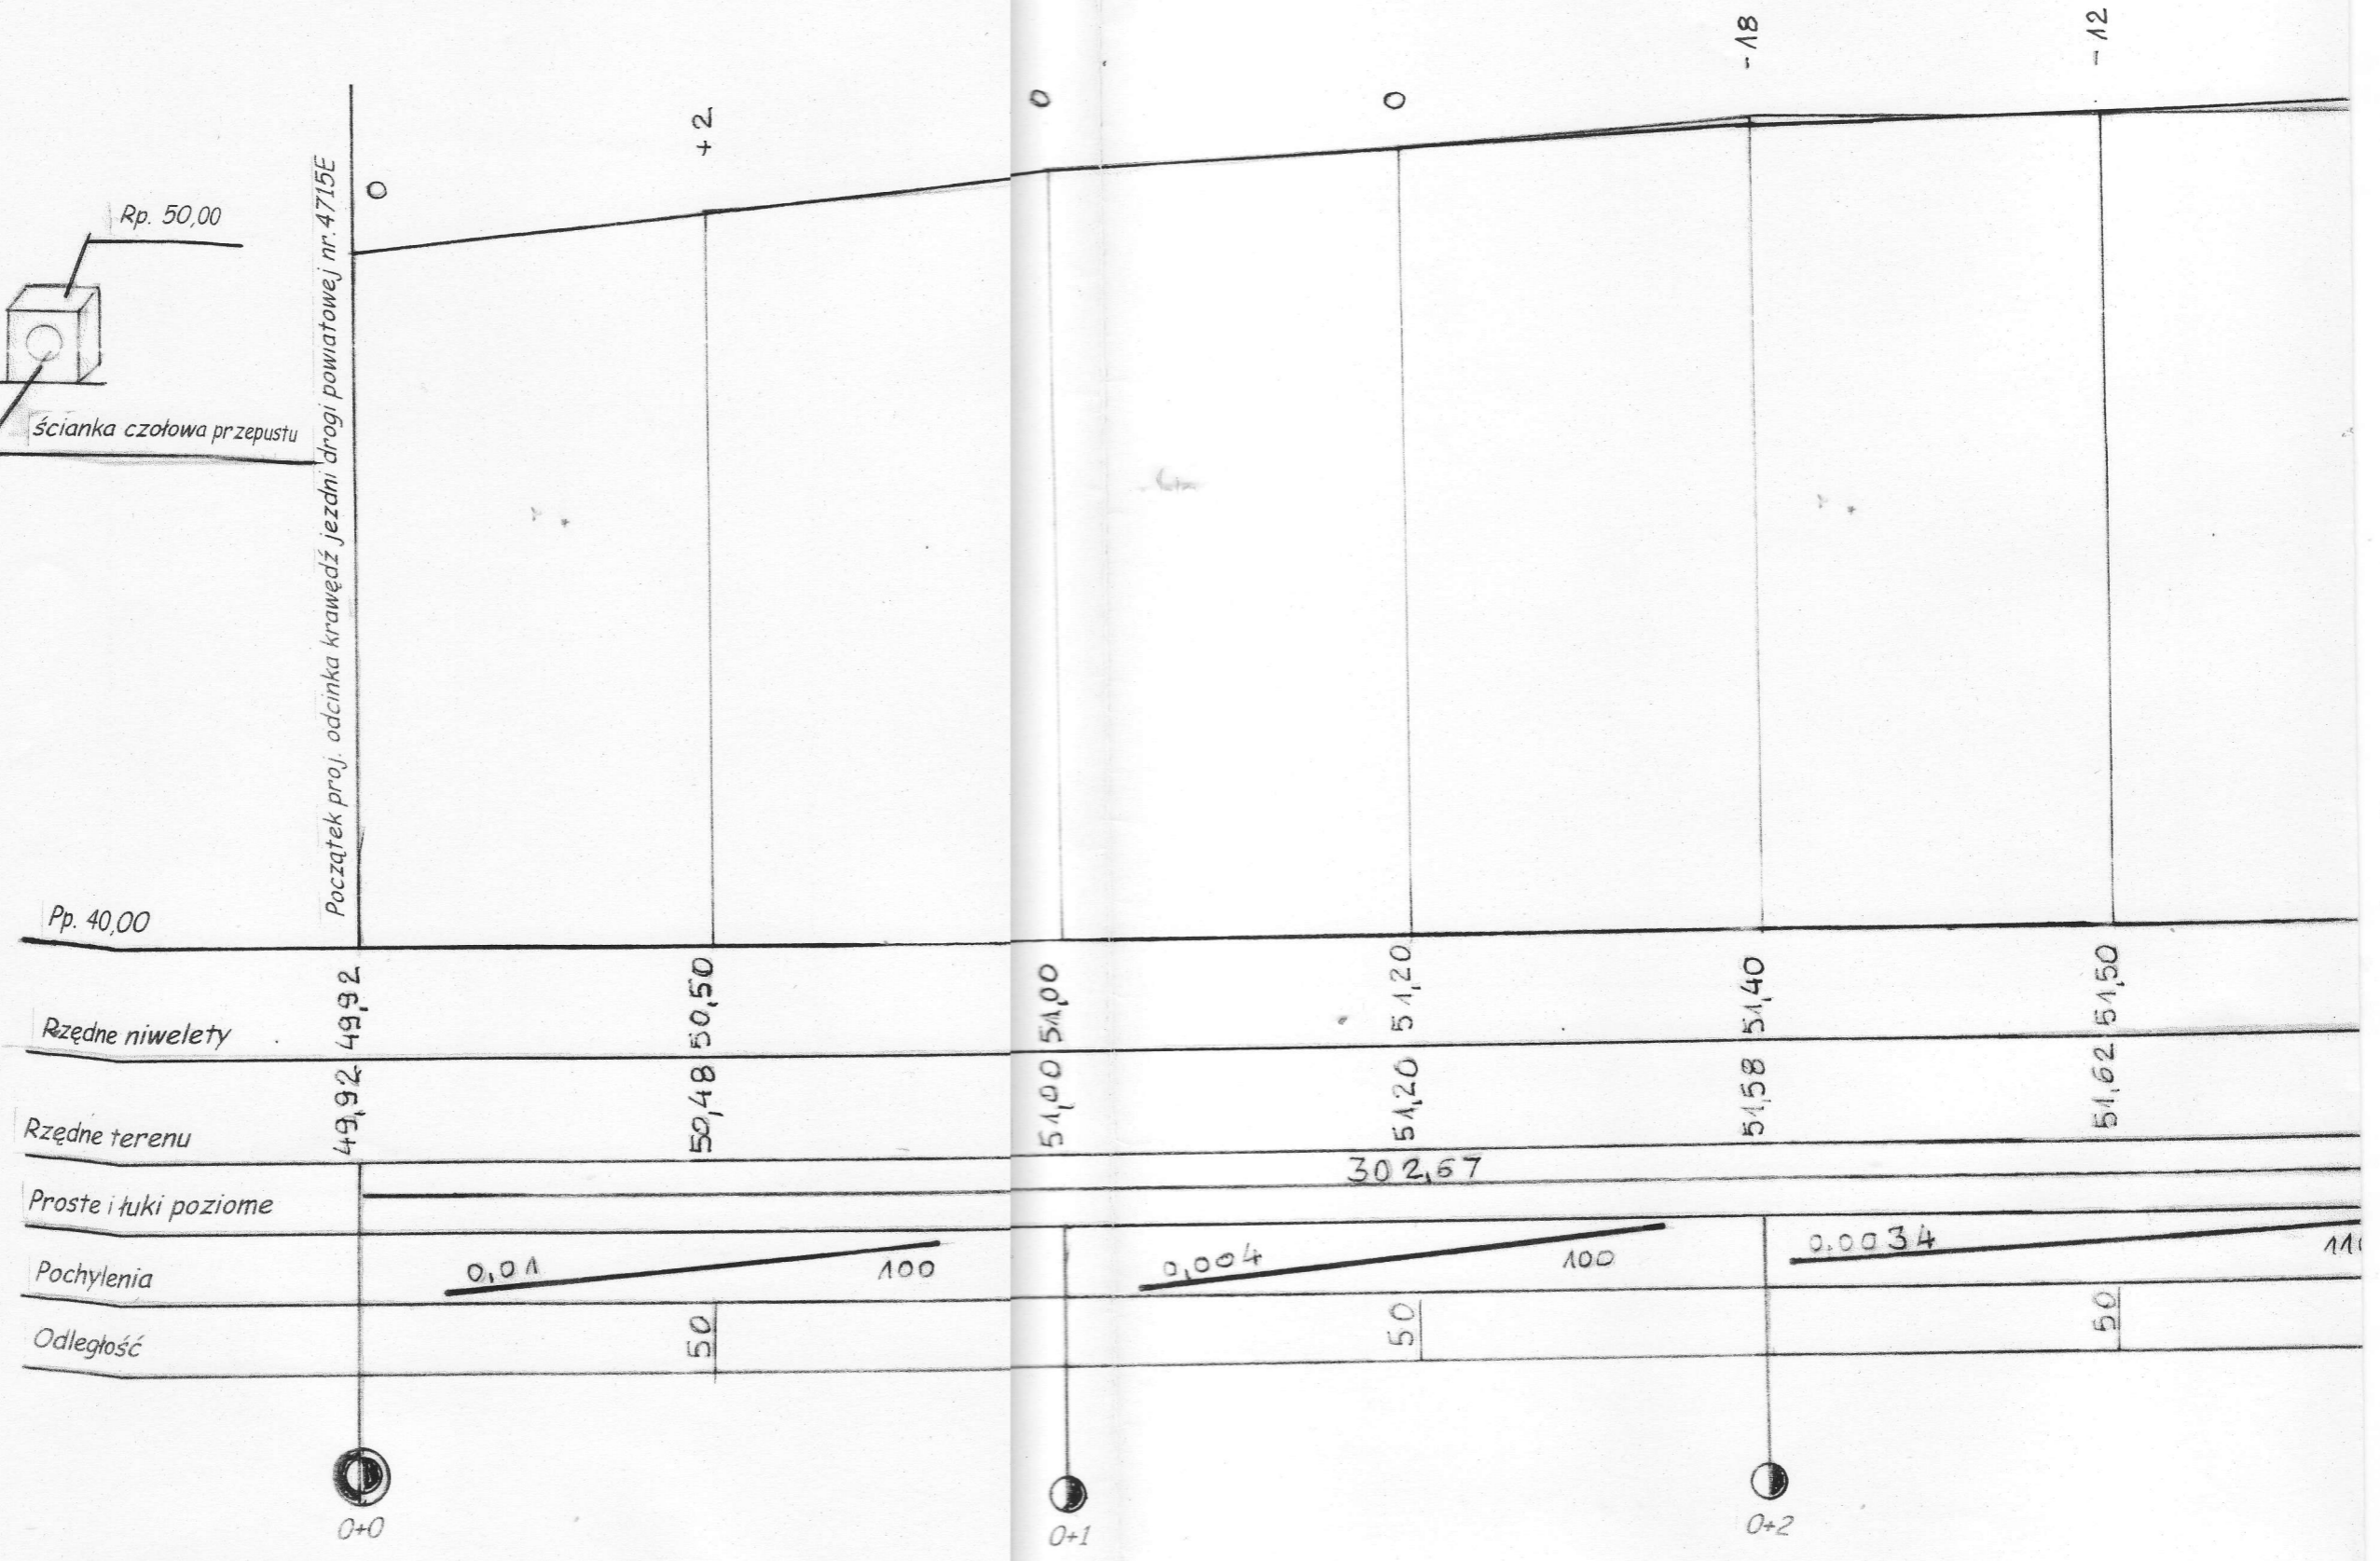 - 18
- 12
0
0
+ 2
0
Rp. 50,00
ścianka czołowa przepustu
Początek proj. odcinka krawędź jezdni drogi powiatowej nr. 4715E
Pp. 40,00
Rzędne niwelety 49,92 50,50 51,00 51,20 51,40 51,50
Rzędne terenu 49,92 50,48 51,00 51,20 51,58 51,62
Proste i łuki poziome 302,67
Pochylenia 0,01 100 0,004 100 0,0034
Odległość 50 50 50
0+0 0+1 0+2